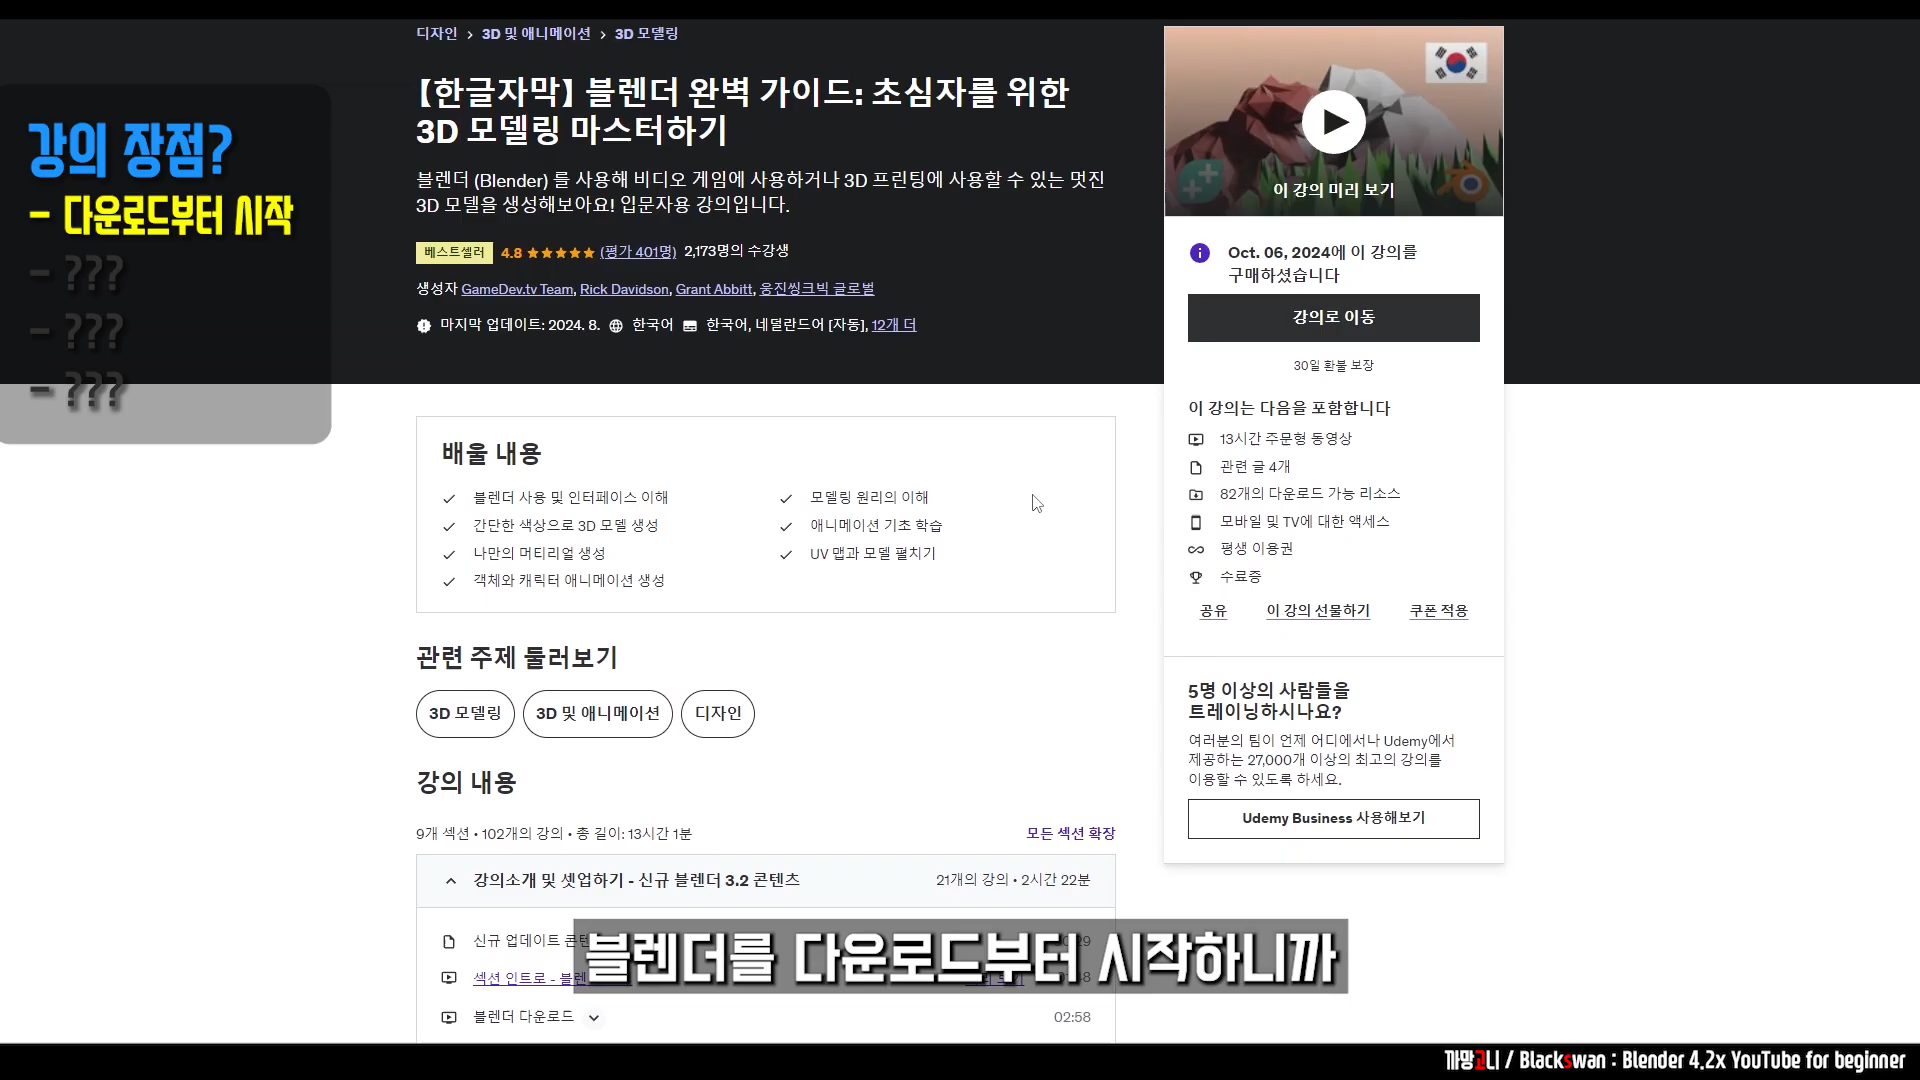 디자인 > 3D 및 애니메이션 > 3D 모델링
【한글자막】 블렌더 완벽 가이드: 초심자를 위한
3D 모델링 마스터하기
블렌더 (Blender) 를 사용해 비디오 게임에 사용하거나 3D 프린팅에 사용할 수 있는 멋진
3D 모델을 생성해보아요! 입문자용 강의입니다.
베스트셀러 4.8 (평가 401명) 2,173명의 수강생
생성자 GameDev.tv Team, Rick Davidson, Grant Abbitt, 웅진씽크빅 글로벌
마지막 업데이트: 2024. 8. 한국어 한국어, 네덜란드어 [자동], 12개 더
강의 장점?
- 다운로드부터 시작
- ???
- ???
- ???
이 강의 미리 보기
Oct. 06, 2024에 이 강의를
구매하셨습니다
강의로 이동
30일 환불 보장
이 강의는 다음을 포함합니다
13시간 주문형 동영상
관련 글 4개
82개의 다운로드 가능 리소스
모바일 및 TV에 대한 액세스
평생 이용권
수료증
공유 이 강의 선물하기 쿠폰 적용
5명 이상의 사람들을
트레이닝하시나요?
여러분의 팀이 언제 어디에서나 Udemy에서
제공하는 27,000개 이상의 최고의 강의를
이용할 수 있도록 하세요.
Udemy Business 사용해보기
배울 내용
블렌더 사용 및 인터페이스 이해
간단한 색상으로 3D 모델 생성
나만의 머티리얼 생성
객체와 캐릭터 애니메이션 생성
모델링 원리의 이해
애니메이션 기초 학습
UV 맵과 모델 펼치기
관련 주제 둘러보기
3D 모델링 3D 및 애니메이션 디자인
강의 내용
9개 섹션 • 102개의 강의 • 총 길이: 13시간 1분 모든 섹션 확장
강의소개 및 셋업하기 - 신규 블렌더 3.2 콘텐츠 21개의 강의 • 2시간 22분
신규 업데이트
섹션 인트로 -
블렌더 다운로드 02:58
블렌더를 다운로드부터 시작하니까
까망고니 / Blackswan : Blender 4.2x YouTube for beginner